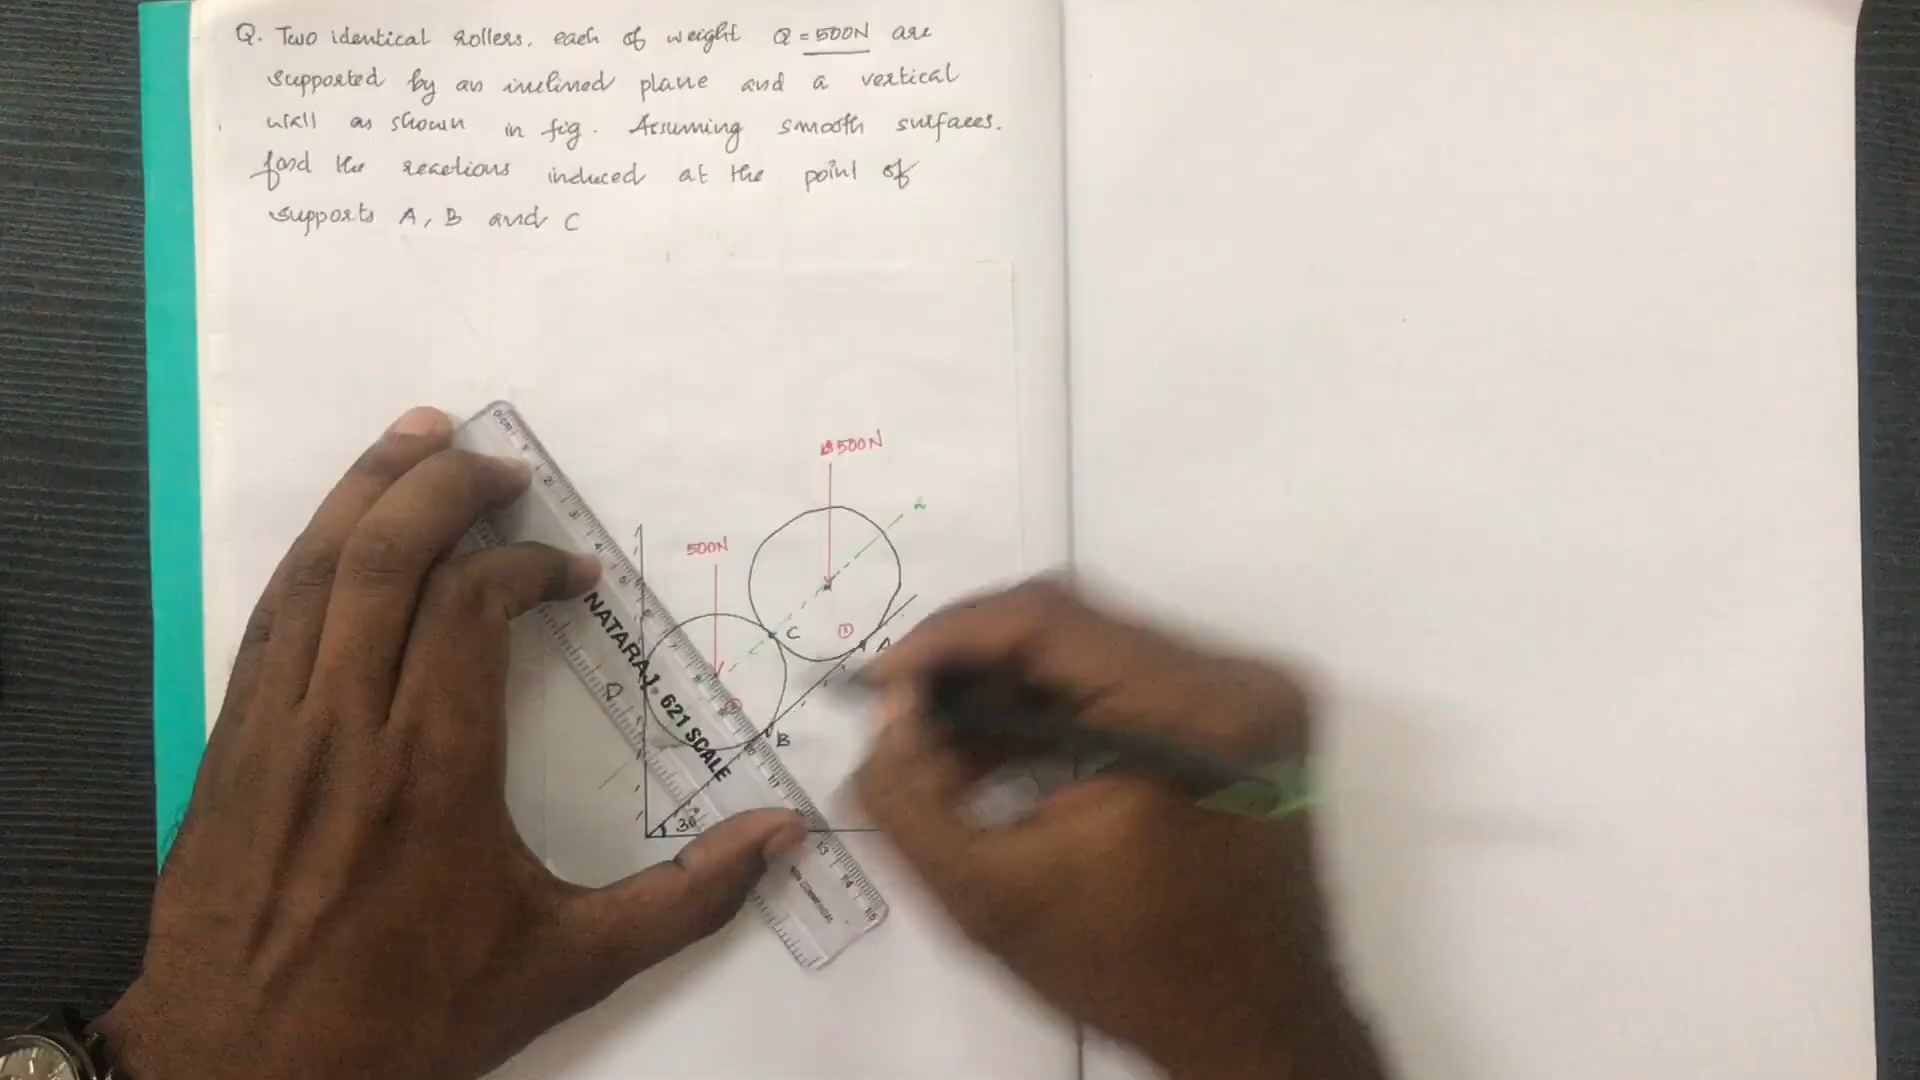 Q. Two identical rollers, each of weight Q = 500N are
supported by an inclined plane and a vertical
wall as shown in fig. Assuming smooth surfaces.
find the reactions induced at the point of
supports A, B and C
500N
500N
C
1
A
B
D
30
NATARAJ 621 SCALE